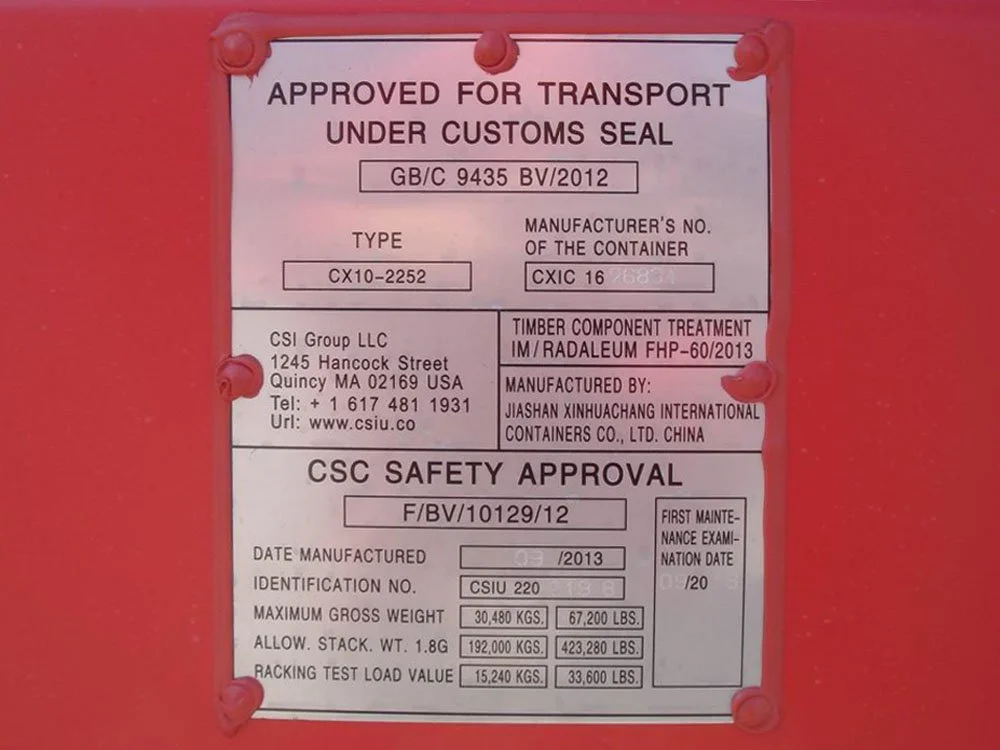 APPROVED FOR TRANSPORT
UNDER CUSTOMS SEAL
GB/C 9435 BV/2012
TYPE
CX10-2252
MANUFACTURER'S NO.
OF THE CONTAINER
CXIC 16
CSI Group LLC
1245 Hancock Street
Quincy MA 02169 USA
Tel: + 1 617 481 1931
Url: www.csiu.co
TIMBER COMPONENT TREATMENT
IM/RADALEUM FHP-60/2013
MANUFACTURED BY:
JIASHAN XINHUACHANG INTERNATIONAL
CONTAINERS CO., LTD. CHINA
CSC SAFETY APPROVAL
F/BV/10129/12
DATE MANUFACTURED 09 /2013
IDENTIFICATION NO. CSIU 220
MAXIMUM GROSS WEIGHT 30,480 KGS. 67,200 LBS.
ALLOW. STACK. WT. 1.8G 192,000 KGS. 423,280 LBS.
RACKING TEST LOAD VALUE 15,240 KGS. 33,600 LBS.
FIRST MAINTE-
NANCE EXAMI-
NATION DATE
/20